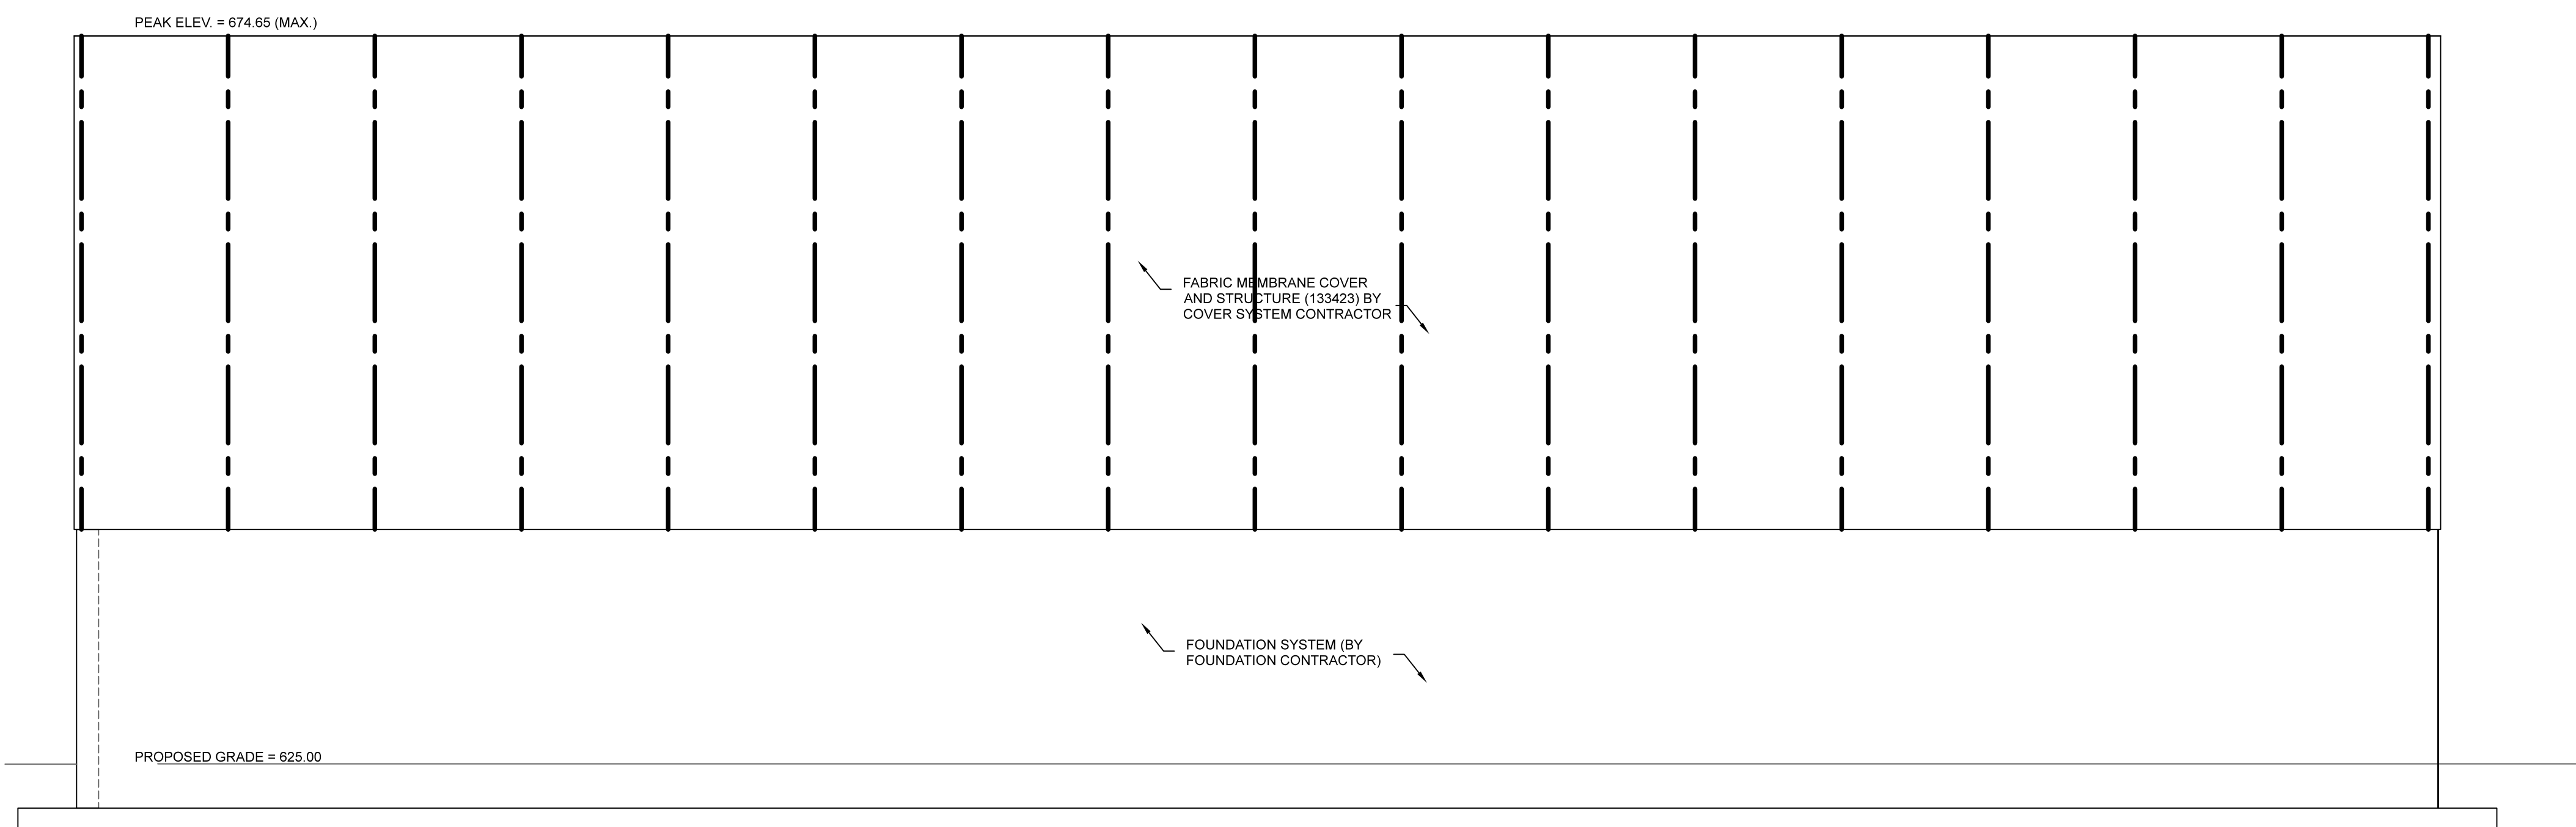 PEAK ELEV. = 674.65 (MAX.)
FABRIC MEMBRANE COVER
AND STRUCTURE (133423) BY
COVER SYSTEM CONTRACTOR
FOUNDATION SYSTEM (BY
FOUNDATION CONTRACTOR)
PROPOSED GRADE = 625.00